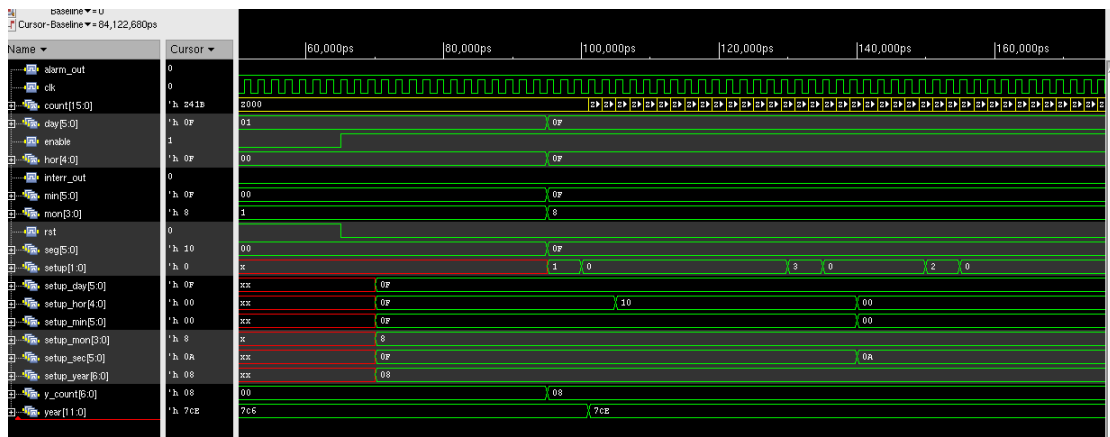 Baseline ▼= 0
Cursor-Baseline ▼= 84,122,680ps
Name ▼ Cursor ▼ 60,000ps 80,000ps 100,000ps 120,000ps 140,000ps 160,000ps
alarm_out 0
clk 0
count[15:0] 'h 241B 2000
day[5:0] 'h 0F 01 0F
enable 1
hor[4:0] 'h 0F 00 0F
interr_out 0
min[5:0] 'h 0F 00 0F
mon[3:0] 'h 8 1 8
rst 0
seg[5:0] 'h 10 00 0F
setup[1:0] 'h 0 x 1 0 3 0 2 0
setup_day[5:0] 'h 0F xx 0F
setup_hor[4:0] 'h 00 xx 0F 10 00
setup_min[5:0] 'h 00 xx 0F 00
setup_mon[3:0] 'h 8 x 8
setup_sec[5:0] 'h 0A xx 0F 0A
setup_year[6:0] 'h 08 xx 08
y_count[6:0] 'h 08 00 08
year[11:0] 'h 7CE 7C6 7CE